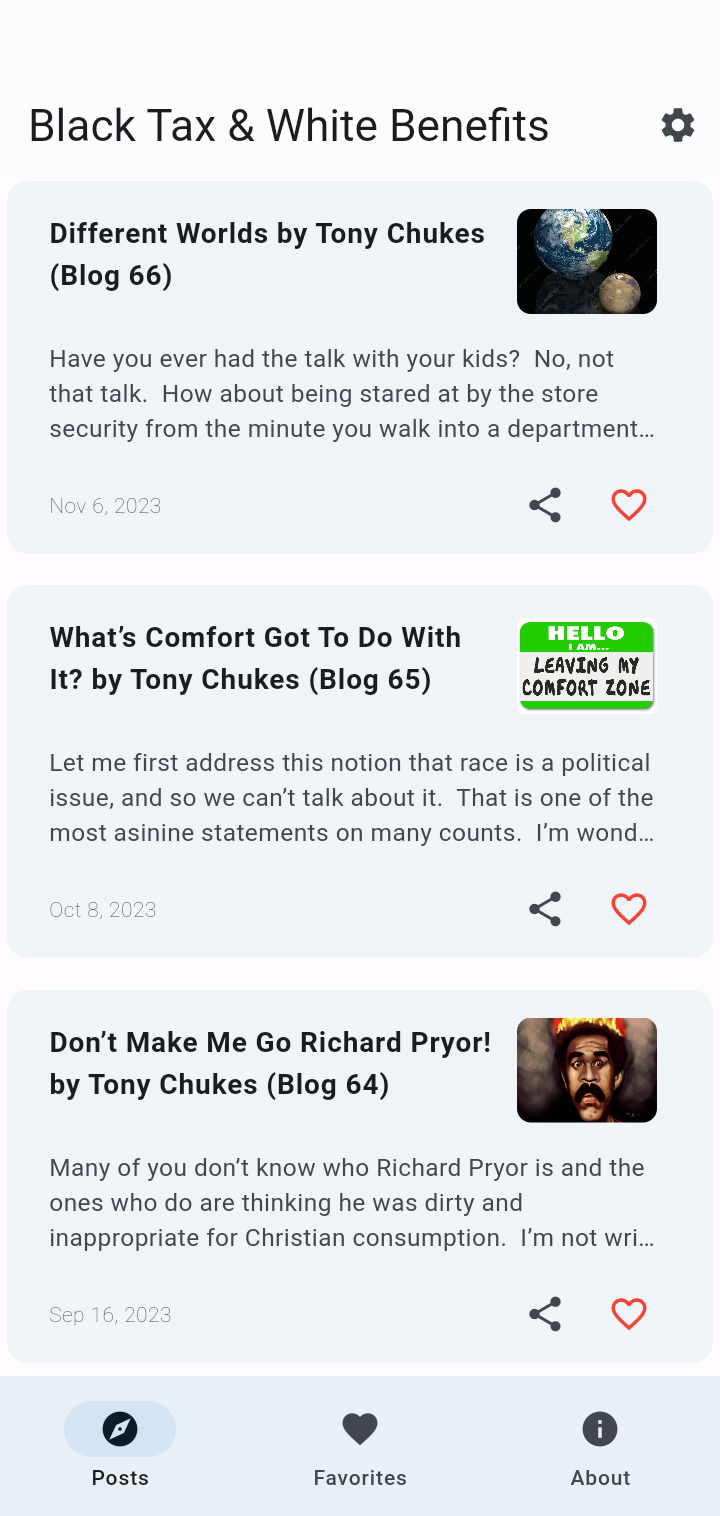 Black Tax & White Benefits
Different Worlds by Tony Chukes
(Blog 66)
Have you ever had the talk with your kids?  No, not
that talk.  How about being stared at by the store
security from the minute you walk into a department…
Nov 6, 2023
What’s Comfort Got To Do With
It? by Tony Chukes (Blog 65)
HELLO
I AM...
LEAVING MY
COMFORT ZONE
Let me first address this notion that race is a political
issue, and so we can’t talk about it.  That is one of the
most asinine statements on many counts.  I’m wond…
Oct 8, 2023
Don’t Make Me Go Richard Pryor!
by Tony Chukes (Blog 64)
Many of you don’t know who Richard Pryor is and the
ones who do are thinking he was dirty and
inappropriate for Christian consumption.  I’m not wri…
Sep 16, 2023
Posts
Favorites
About